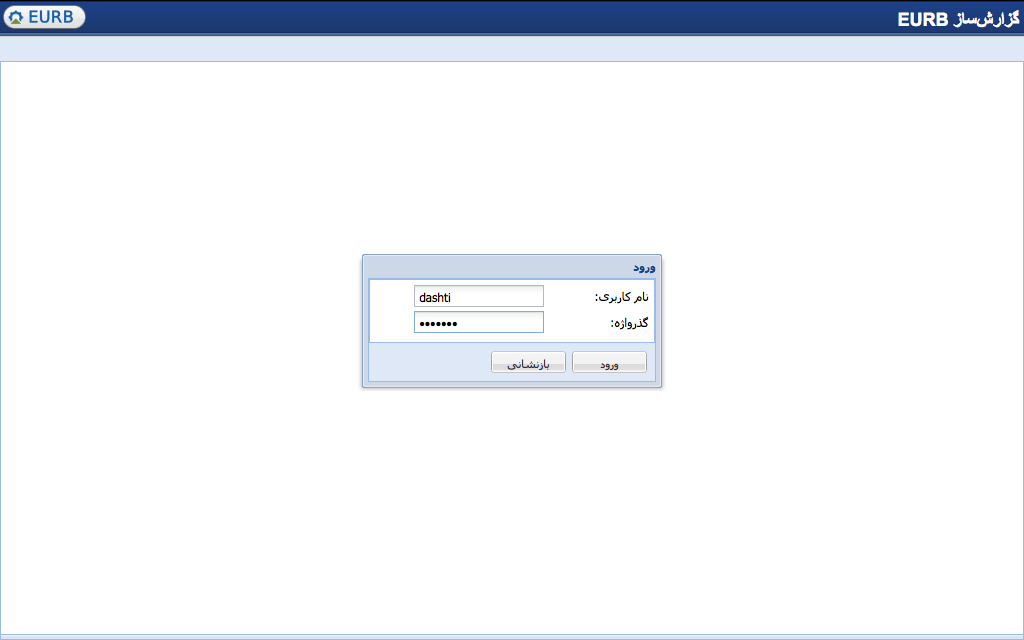 گزارش‌ساز EURB
EURB
ورود
نام کاربری:
dashti
گذرواژه:
•••••••
ورود
بازنشانی